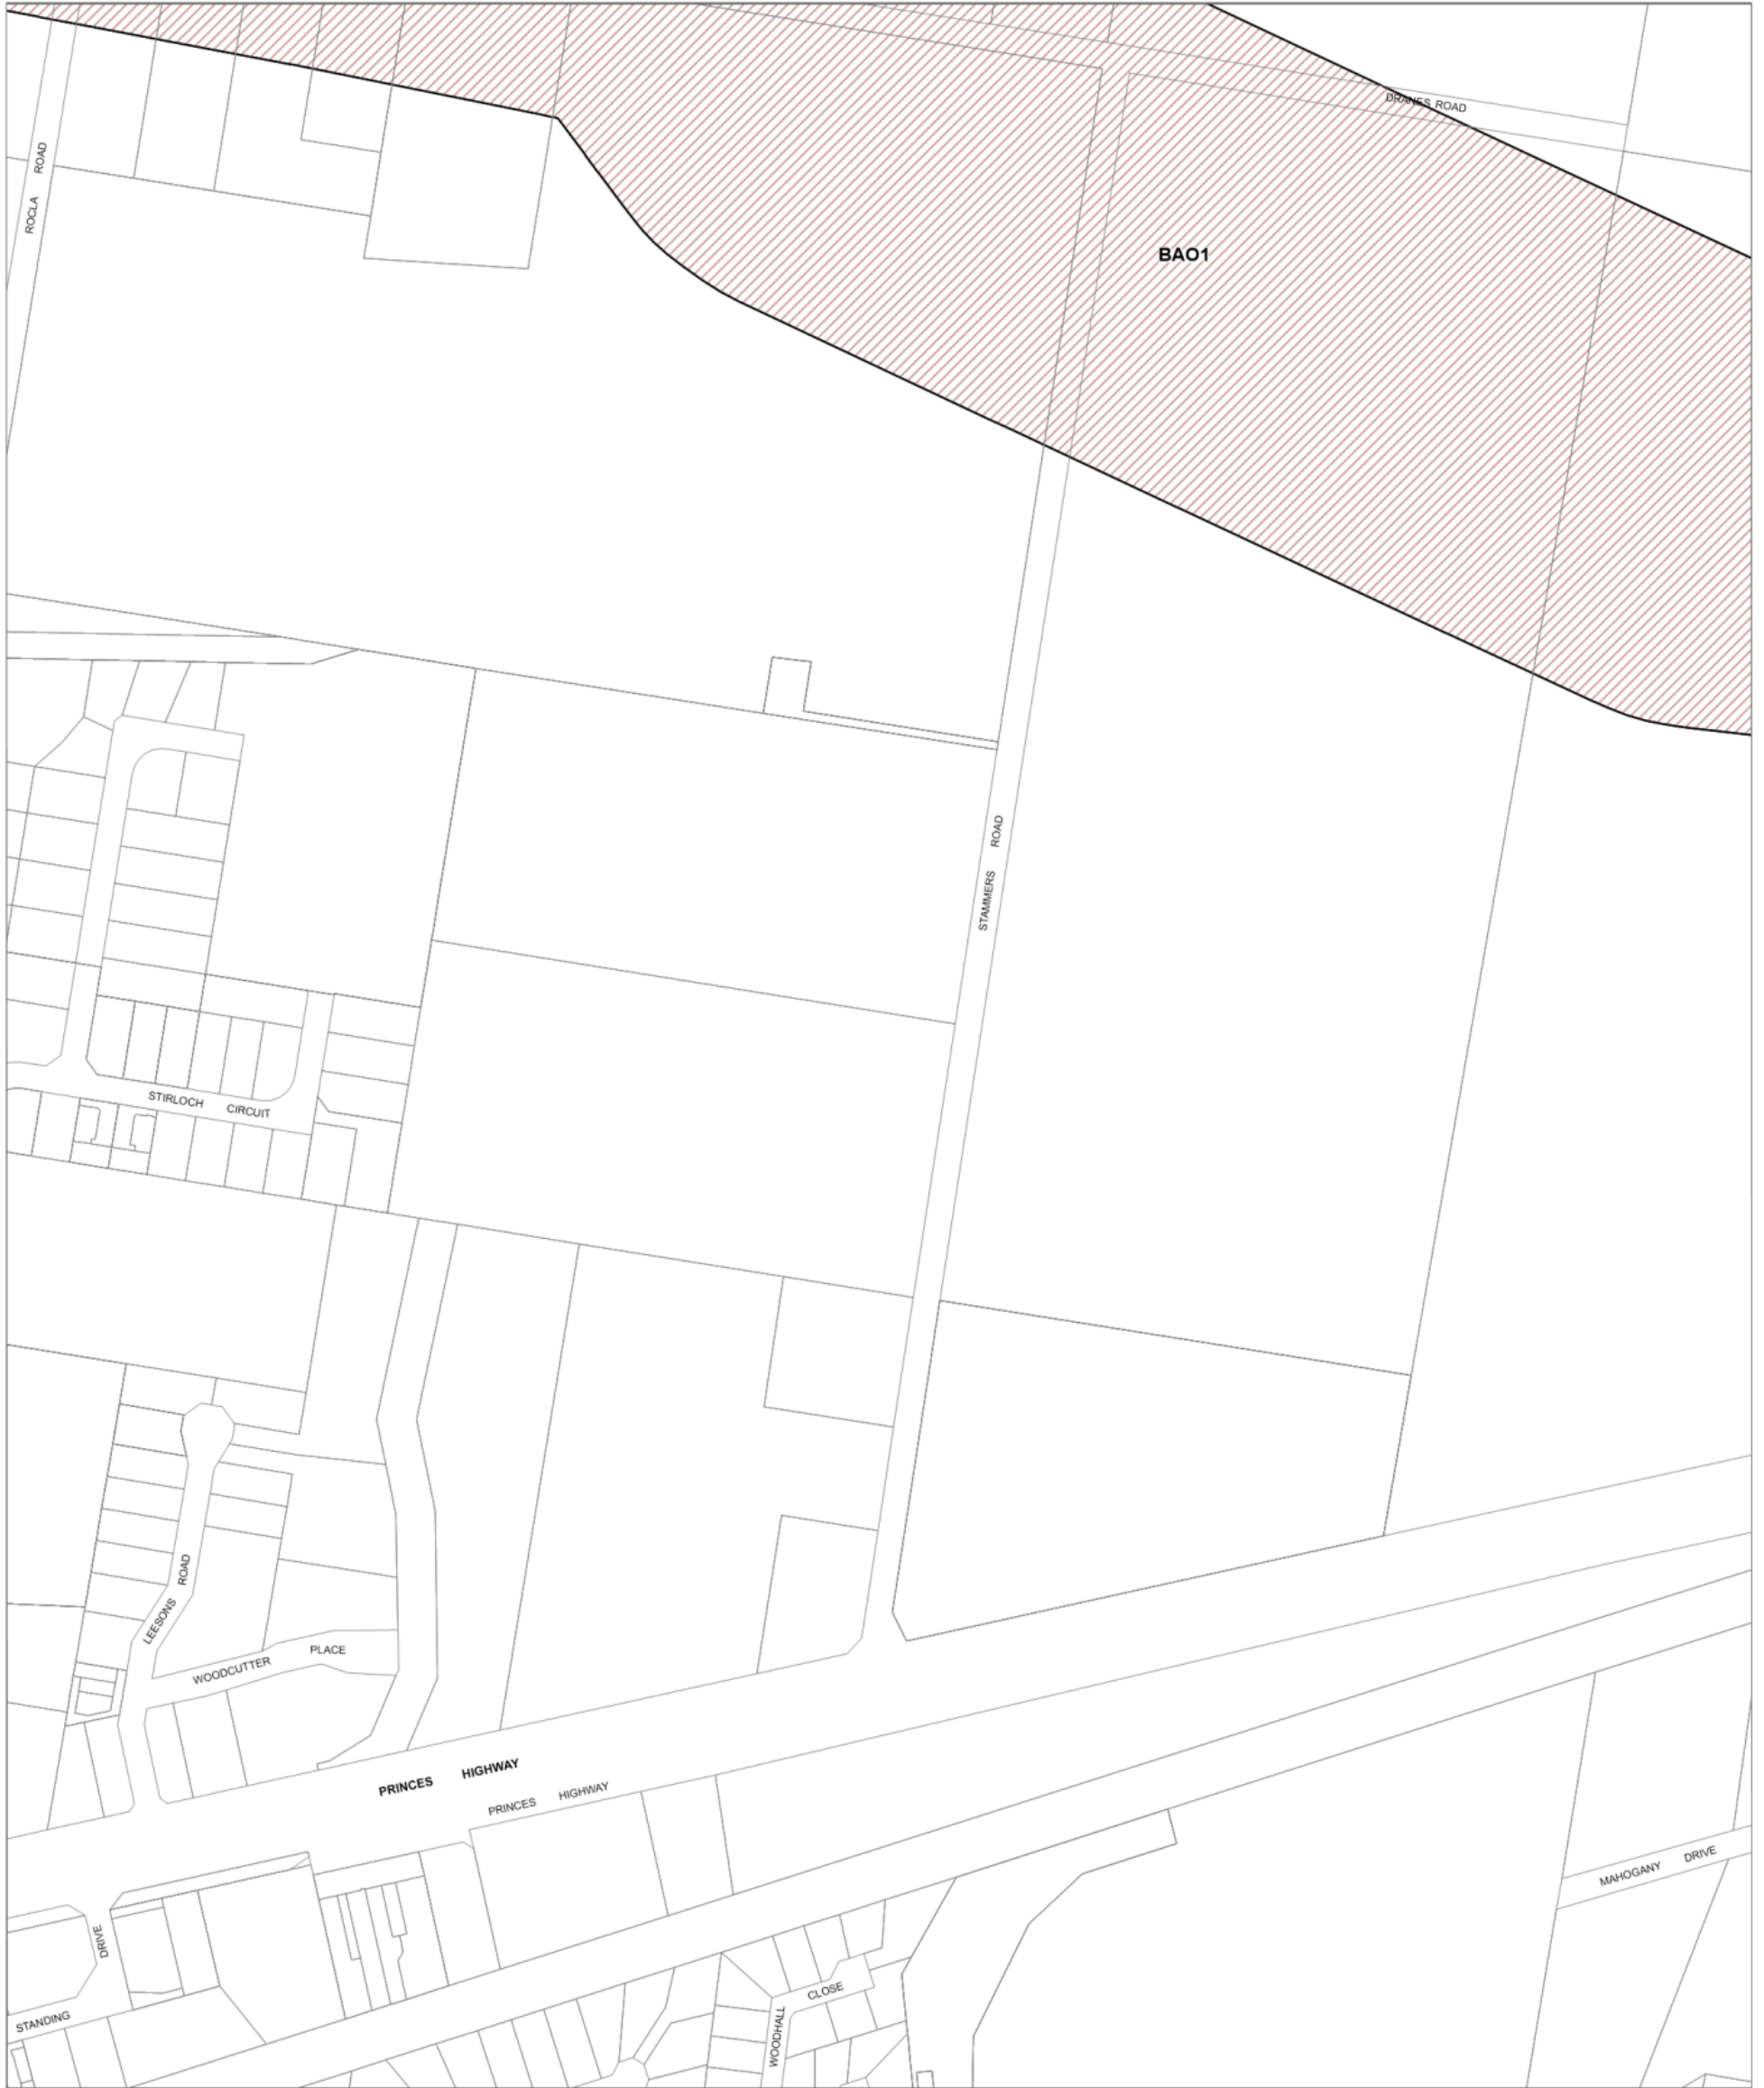 DRANES ROAD
ROCLA ROAD
BAO1
STAMMERS ROAD
STIRLOCH CIRCUIT
LEESONS ROAD
WOODCUTTER PLACE
PRINCES HIGHWAY
PRINCES HIGHWAY
MAHOGANY DRIVE
STANDING DRIVE
WOODHALL CLOSE